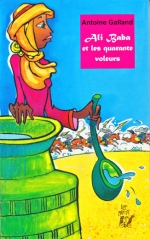 Antoine Galland
Ali Baba
et les quarante
voleurs